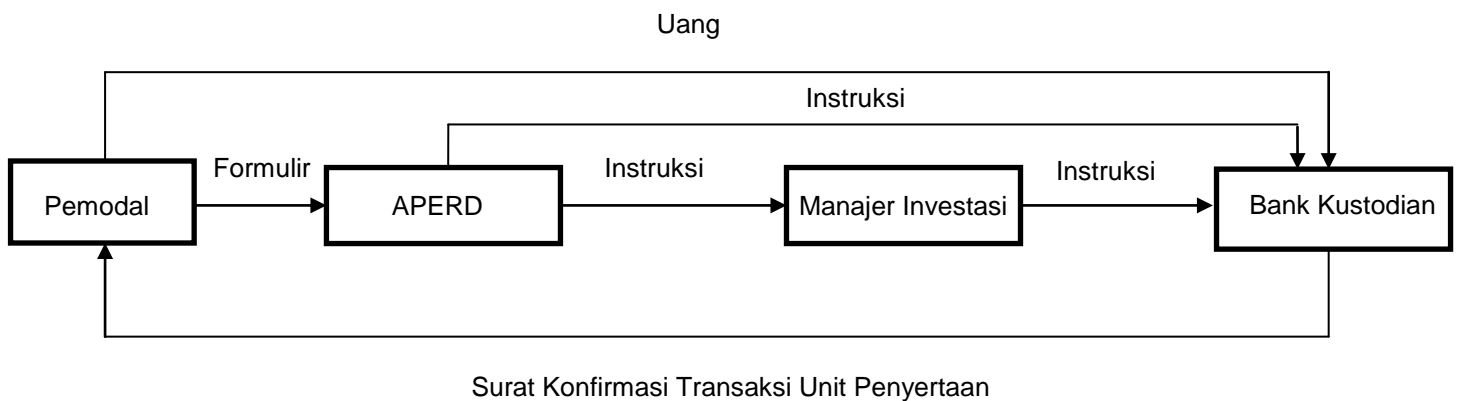 Uang
Instruksi
Formulir
Instruksi
Instruksi
Pemodal
APERD
Manajer Investasi
Bank Kustodian
Surat Konfirmasi Transaksi Unit Penyertaan